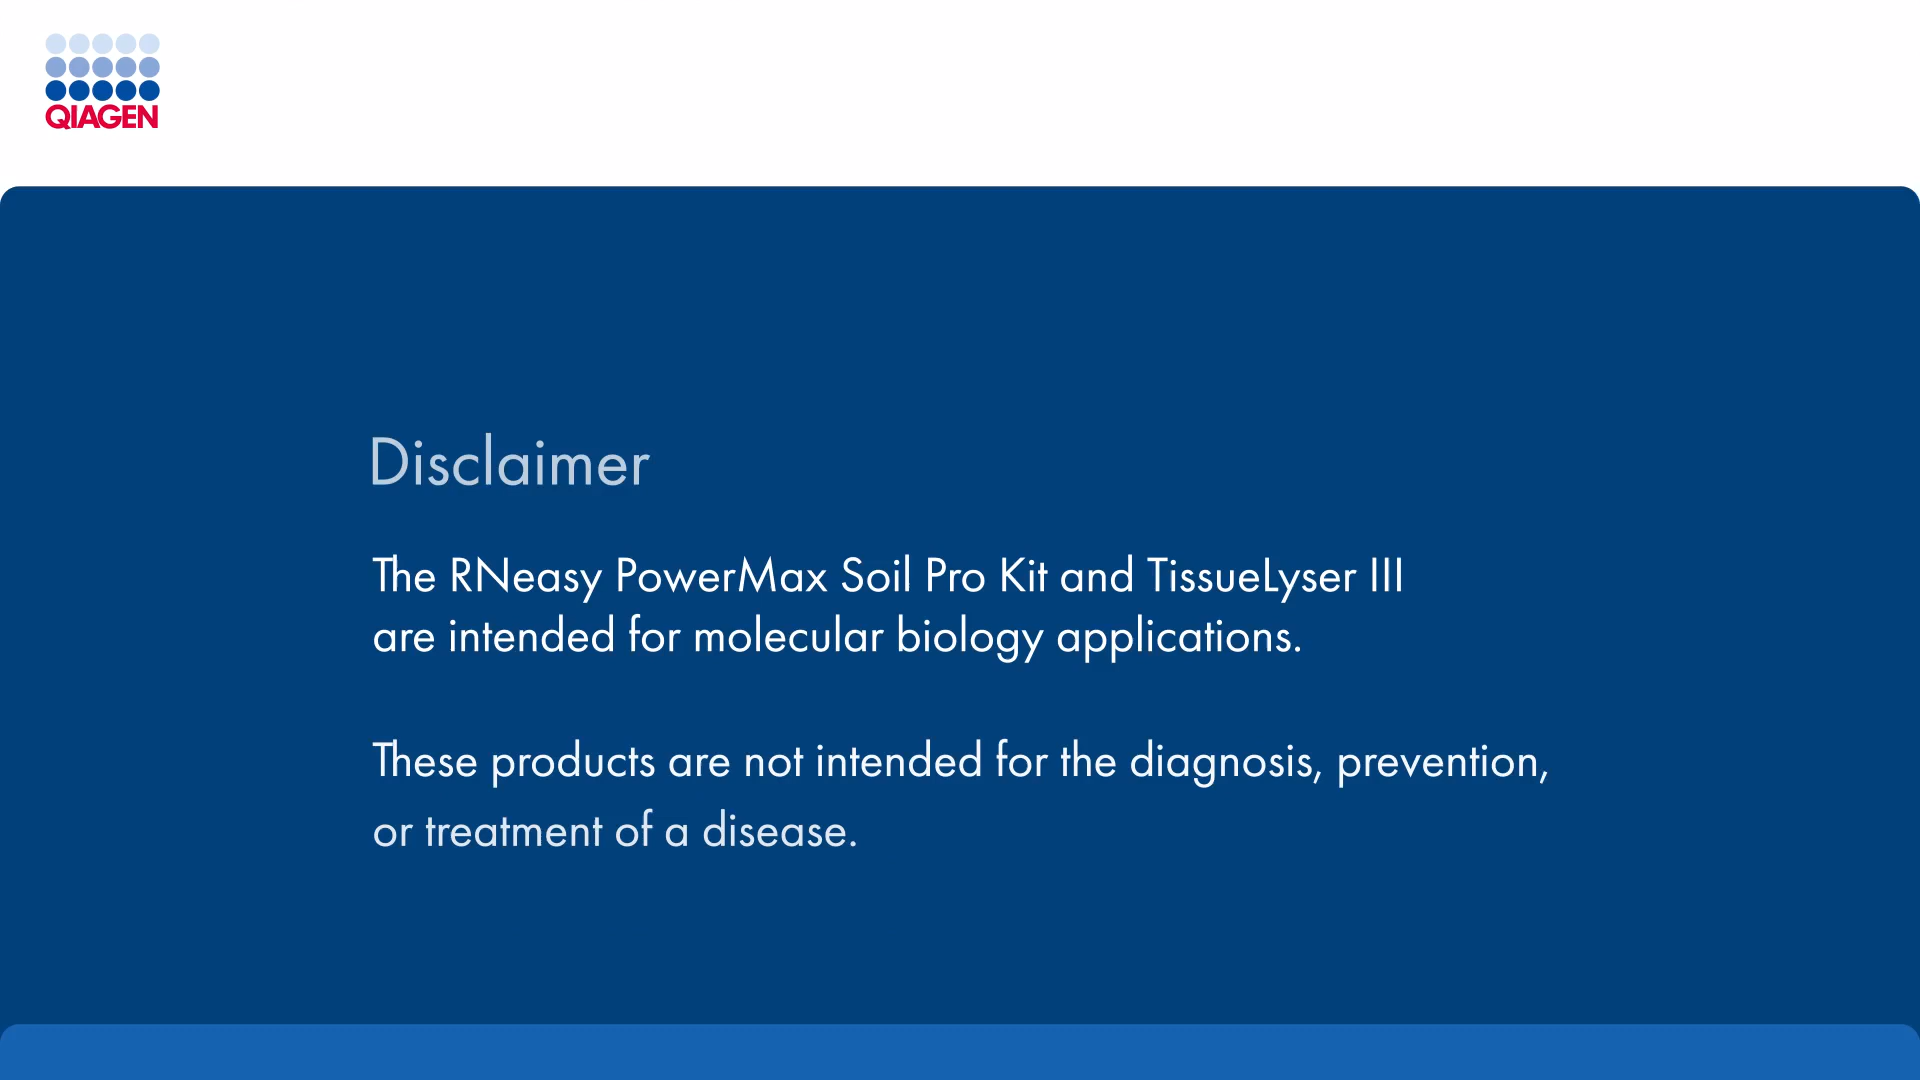 QIAGEN
Disclaimer
The RNeasy PowerMax Soil Pro Kit and TissueLyser III
are intended for molecular biology applications.
These products are not intended for the diagnosis, prevention,
or treatment of a disease.